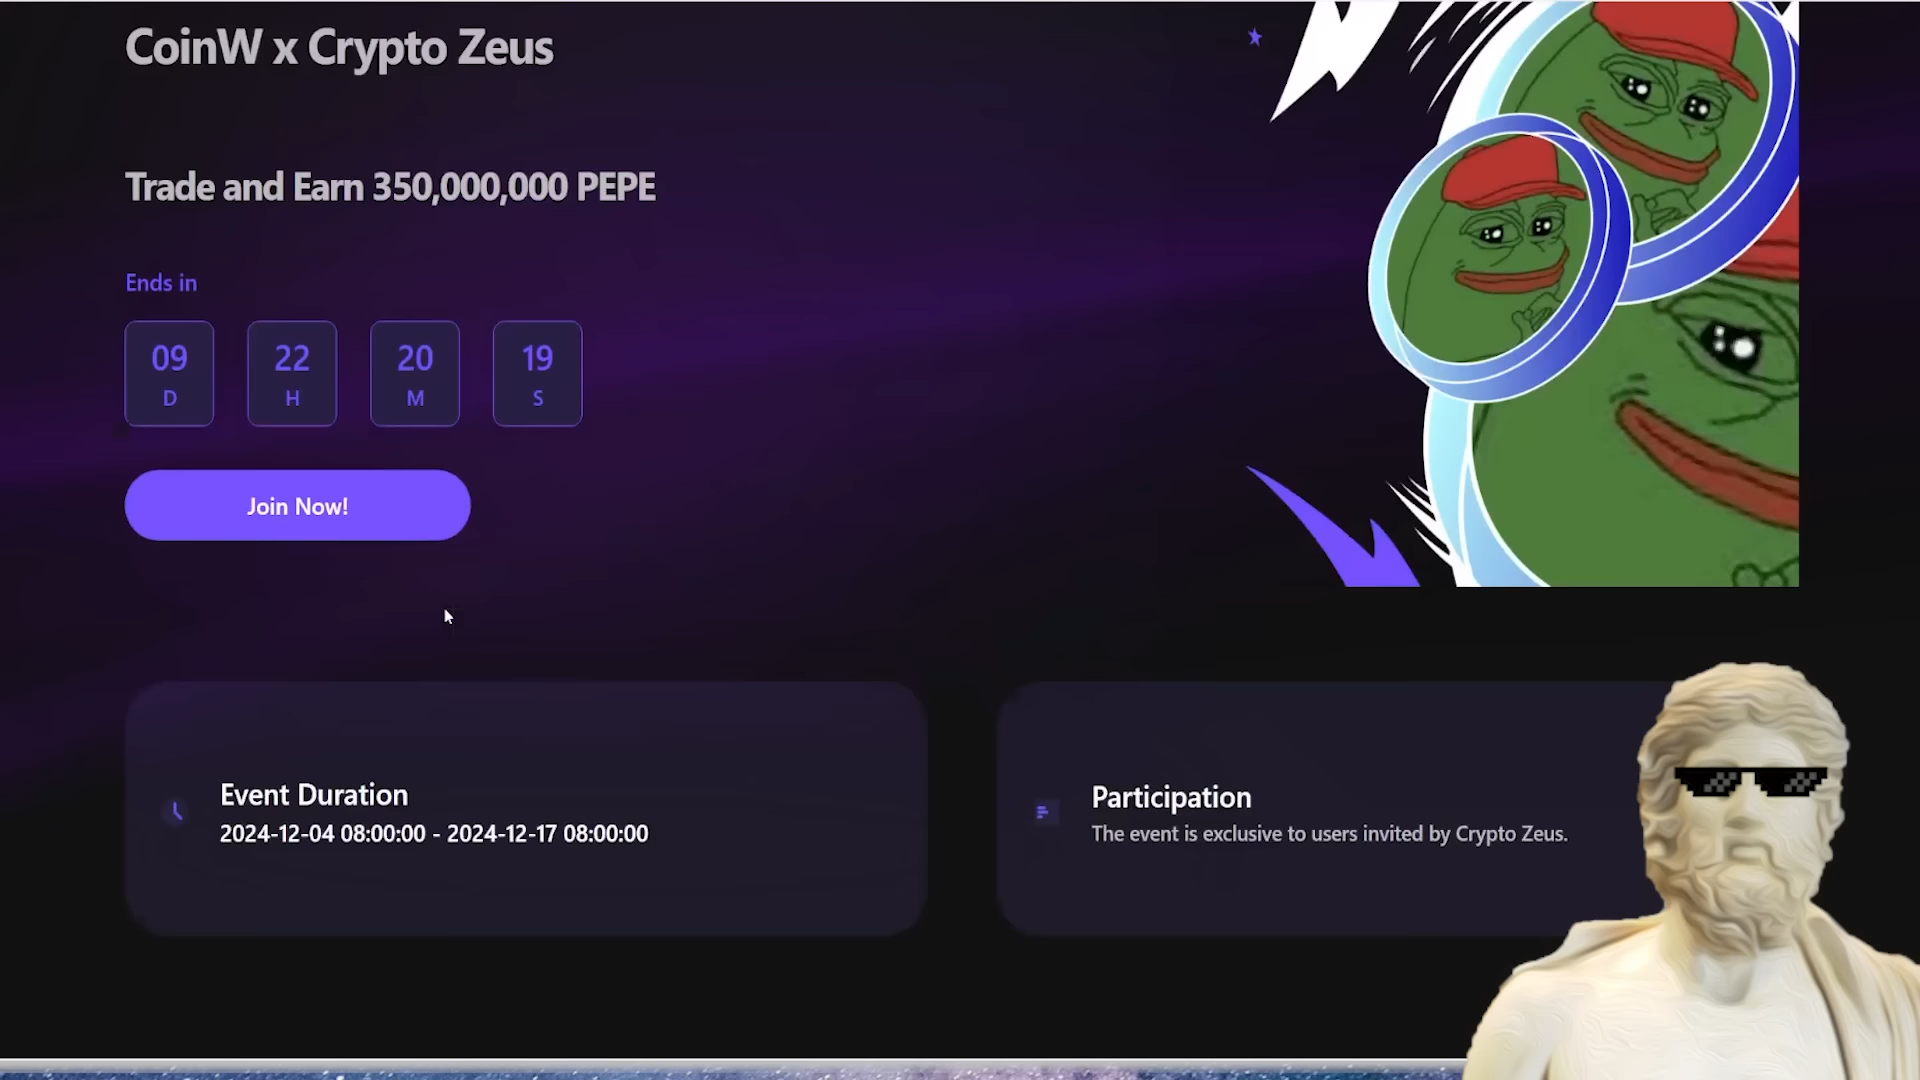 CoinW x Crypto Zeus
Trade and Earn 350,000,000 PEPE
Ends in
09 22 20 19
D H M S
Join Now!
Event Duration
2024-12-04 08:00:00 - 2024-12-17 08:00:00
Participation
The event is exclusive to users invited by Crypto Zeus.